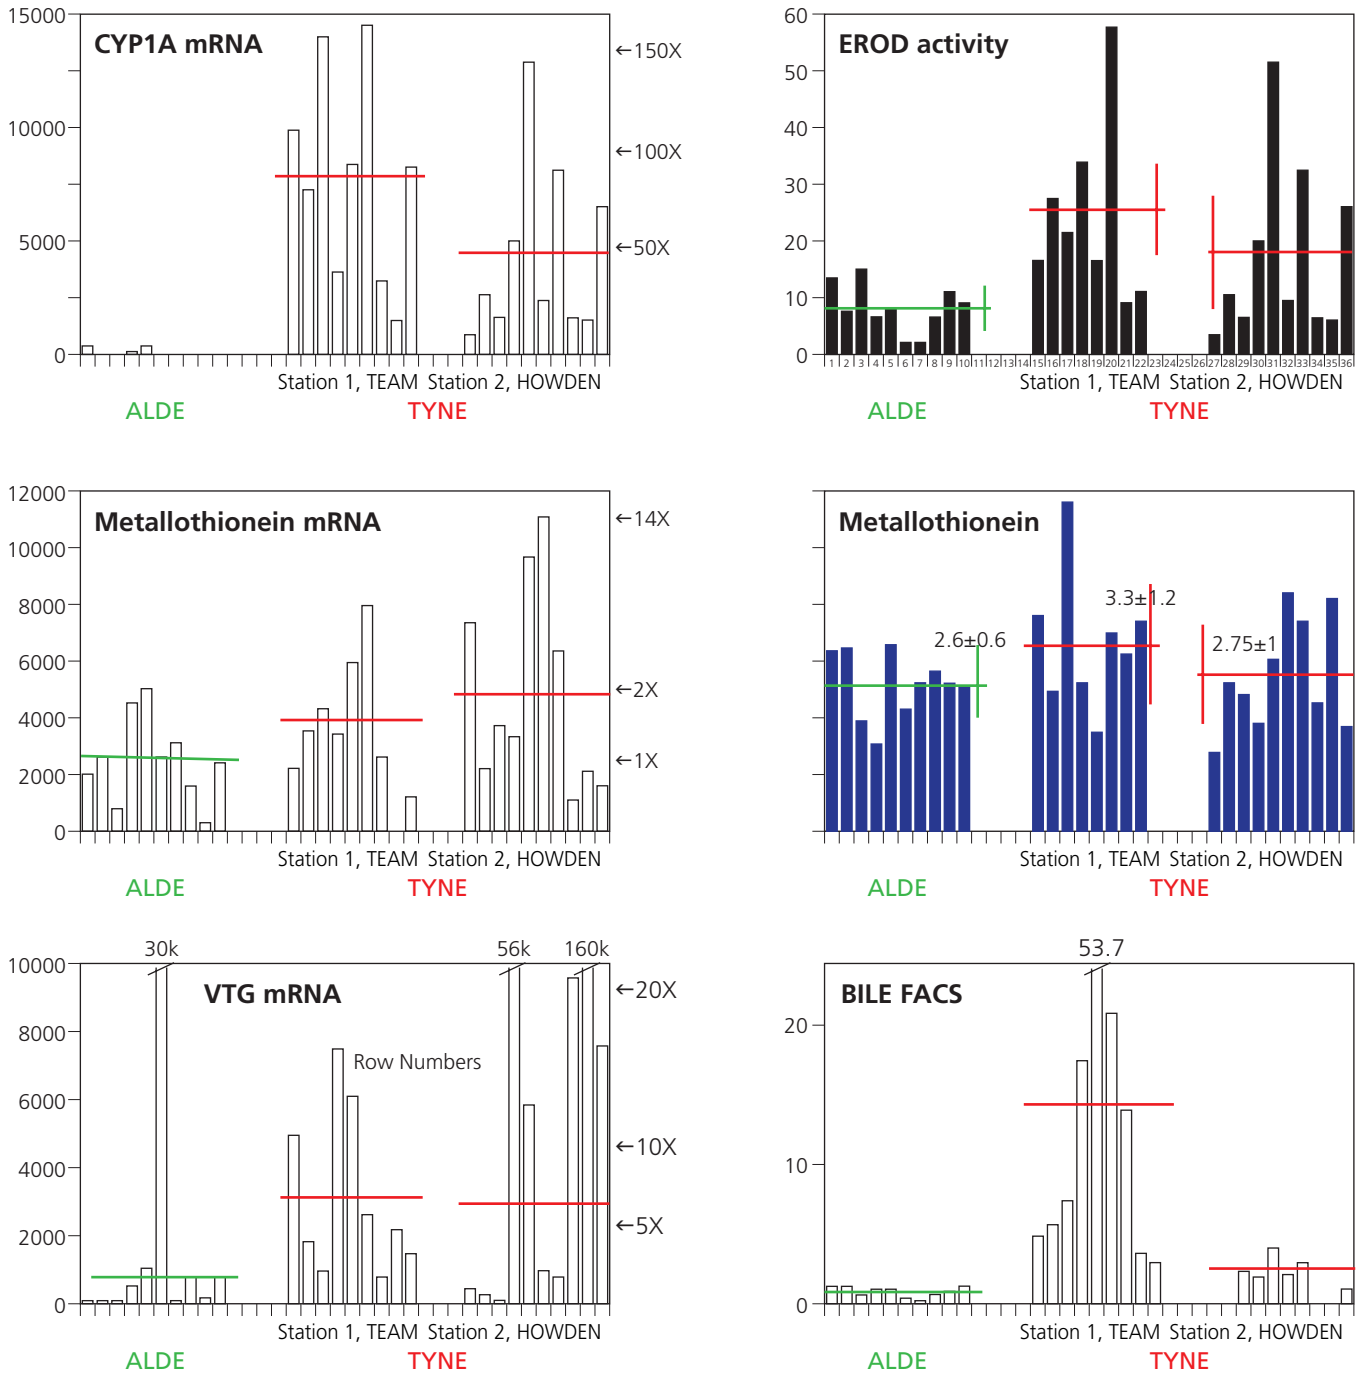 CYP1A mRNA
15000
10000
5000
0
←150X
←100X
←50X
Station 1, TEAM Station 2, HOWDEN
ALDE TYNE
EROD activity
60
50
40
30
20
10
0
1 2 3 4 5 6 7 8 9 10 11 12 13 14 15 16 17 18 19 20 21 22 23 24 25 26 27 28 29 30 31 32 33 34 35 36
Station 1, TEAM Station 2, HOWDEN
ALDE TYNE
Metallothionein mRNA
12000
10000
8000
6000
4000
2000
0
←14X
←2X
←1X
Station 1, TEAM Station 2, HOWDEN
ALDE TYNE
Metallothionein
2.6±0.6
3.3±1.2
2.75±1
Station 1, TEAM Station 2, HOWDEN
ALDE TYNE
30k 56k 160k
VTG mRNA
10000
8000
6000
4000
2000
0
Row Numbers
←20X
←10X
←5X
Station 1, TEAM Station 2, HOWDEN
ALDE TYNE
53.7
BILE FACS
20
10
0
Station 1, TEAM Station 2, HOWDEN
ALDE TYNE